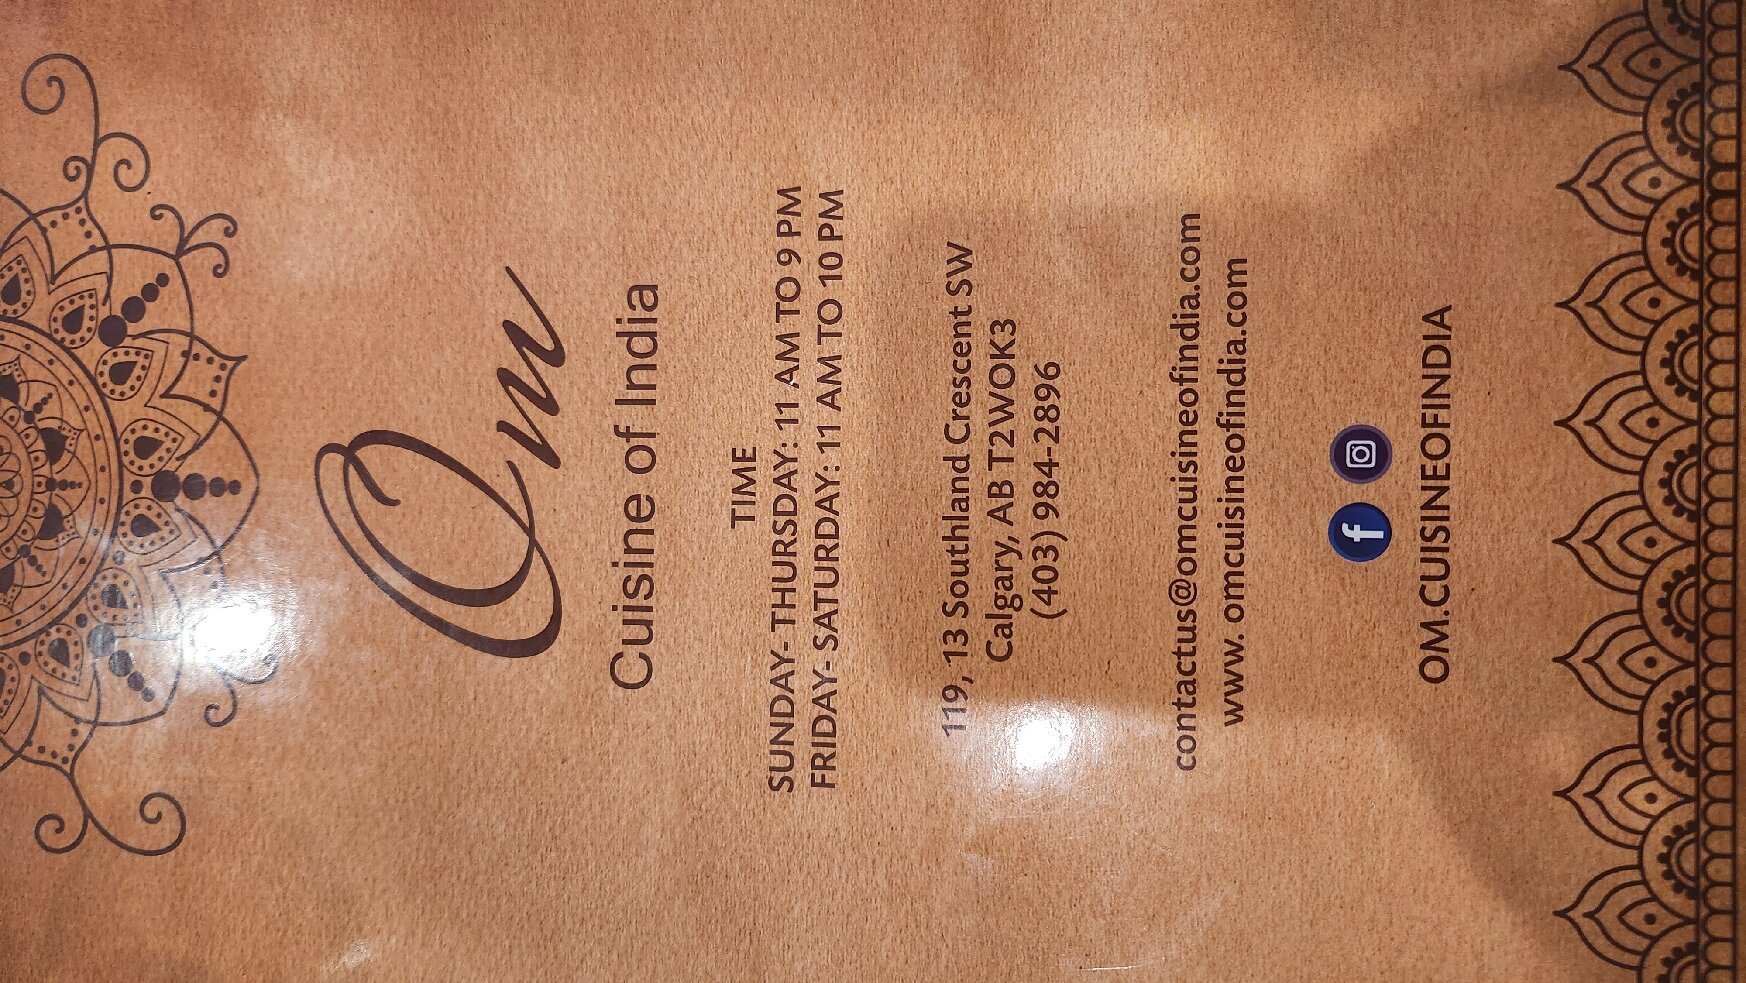 Om
Cuisine of India
TIME
SUNDAY- THURSDAY: 11 AM TO 9 PM
FRIDAY- SATURDAY: 11 AM TO 10 PM
119, 13 Southland Crescent SW
Calgary, AB T2WOK3
(403) 984-2896
contactus@omcuisineofindia.com
www. omcuisineofindia.com
f
OM.CUISINEOFINDIA